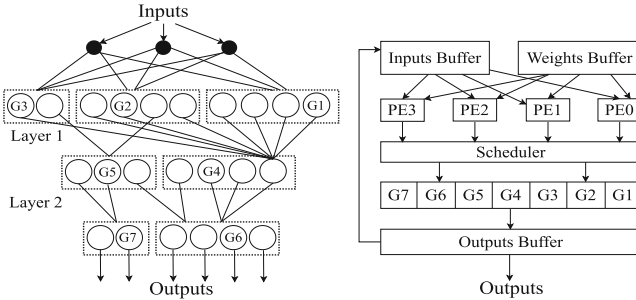 Inputs
G3
G2
G1
Layer 1
G5
G4
Layer 2
G7
G6
Outputs
Inputs Buffer
Weights Buffer
PE3
PE2
PE1
PE0
Scheduler
G7
G6
G5
G4
G3
G2
G1
Outputs Buffer
Outputs